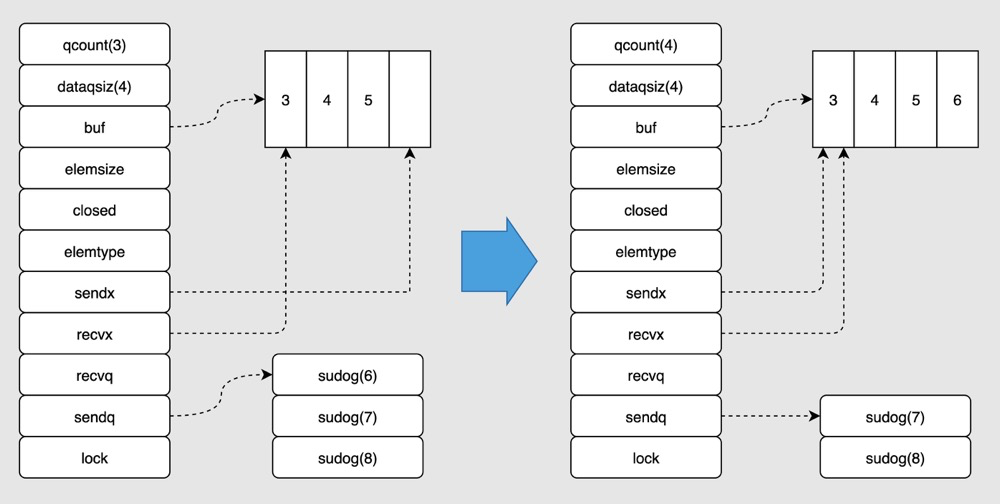 qcount(3)
dataqsiz(4)
buf
elemsize
closed
elemtype
sendx
recvx
recvq
sendq
lock
3 4 5
sudog(6)
sudog(7)
sudog(8)
qcount(4)
dataqsiz(4)
buf
elemsize
closed
elemtype
sendx
recvx
recvq
sendq
lock
3 4 5 6
sudog(7)
sudog(8)